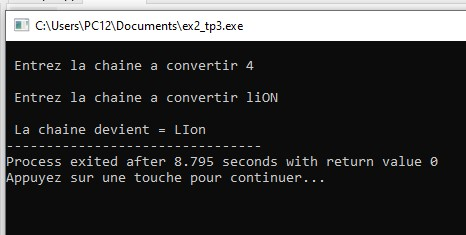 C:\Users\PC12\Documents\ex2_tp3.exe
Entrez la chaine a convertir 4
Entrez la chaine a convertir liON
La chaine devient = LIon
--------------------------------
Process exited after 8.795 seconds with return value 0
Appuyez sur une touche pour continuer...